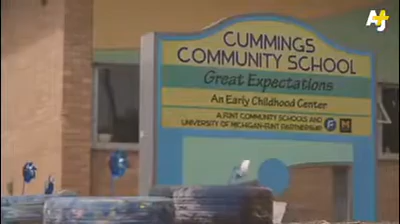 AJ+
CUMMINGS
COMMUNITY SCHOOL
Great Expectations
An Early Childhood Center
A FLINT COMMUNITY SCHOOLS AND
UNIVERSITY OF MICHIGAN-FLINT PARTNERSHIP
F M